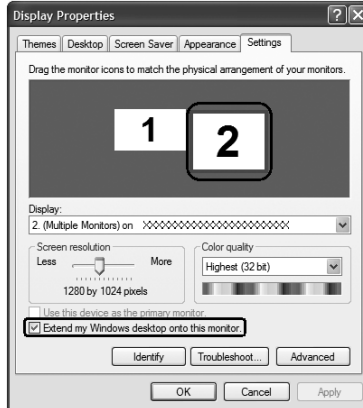 Display Properties
Themes Desktop Screen Saver Appearance Settings
Drag the monitor icons to match the physical arrangement of your monitors.
1
2
Display:
2. (Multiple Monitors) on XXXXXXXXXXXXXXXXXXXXXX
Screen resolution
Less More
1280 by 1024 pixels
Color quality
Highest (32 bit)
Use this device as the primary monitor.
Extend my Windows desktop onto this monitor.
Identify Troubleshoot... Advanced
OK Cancel Apply